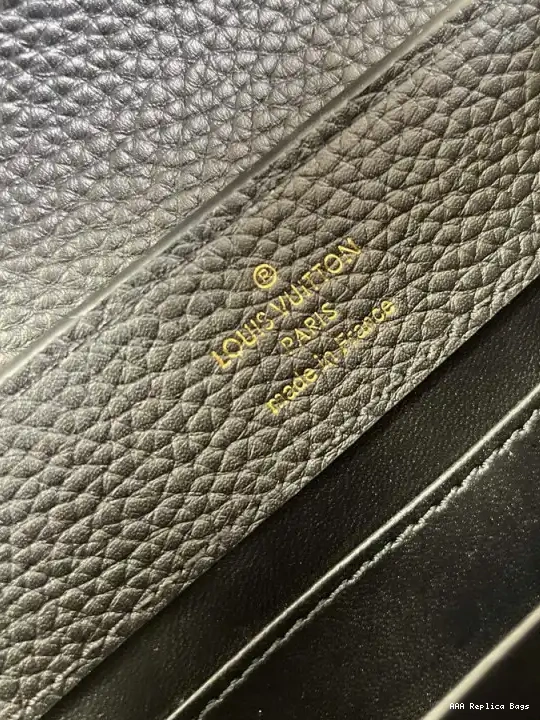 ®
LOUIS VUITTON
PARIS
made in France
AAA Replica Bags